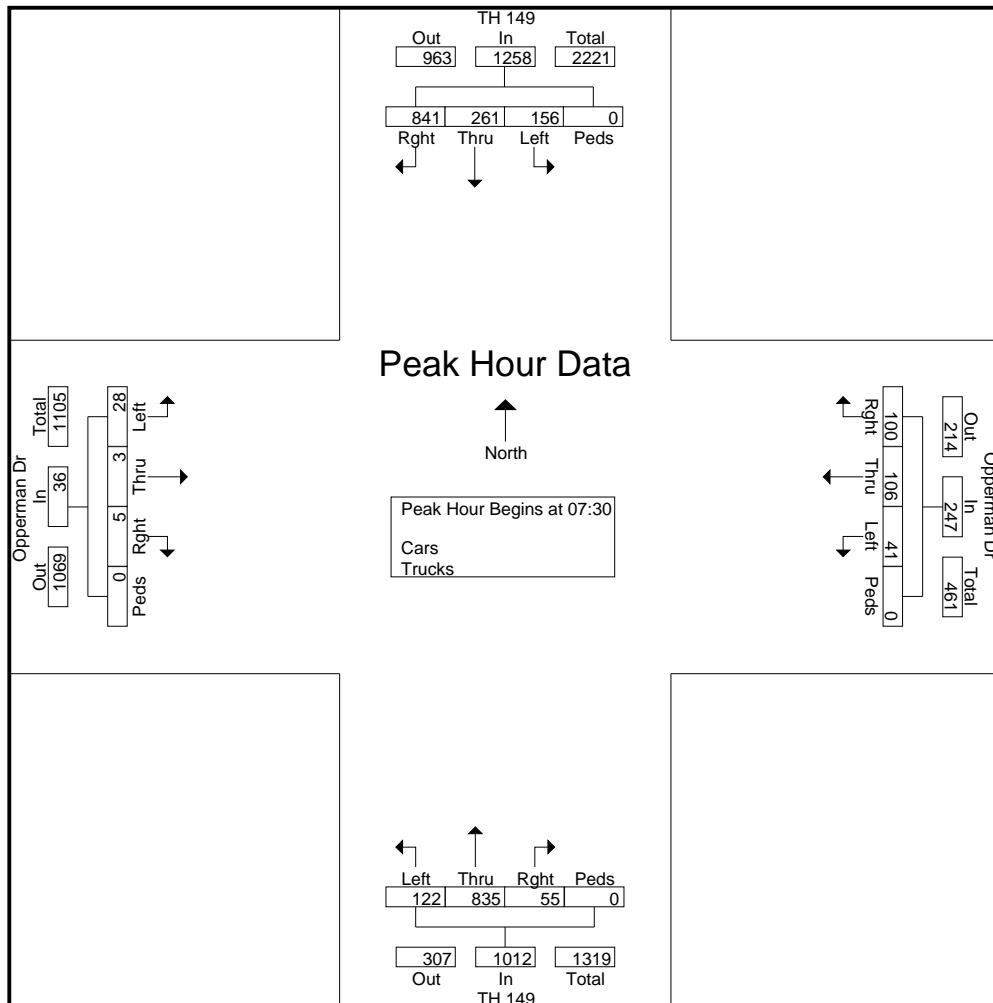 TH 149
Out In Total
963 1258 2221
841 261 156 0
Rght Thru Left Peds
Peak Hour Data
North
Peak Hour Begins at 07:30
Cars
Trucks
Opperman Dr
Out In Total
1069 36 1105
0 5 3 28
Peds Rght Thru Left
Opperman Dr
Out In Total
214 247 461
100 106 41 0
Rght Thru Left Peds
Left Thru Rght Peds
122 835 55 0
307 1012 1319
Out In Total
TH 149